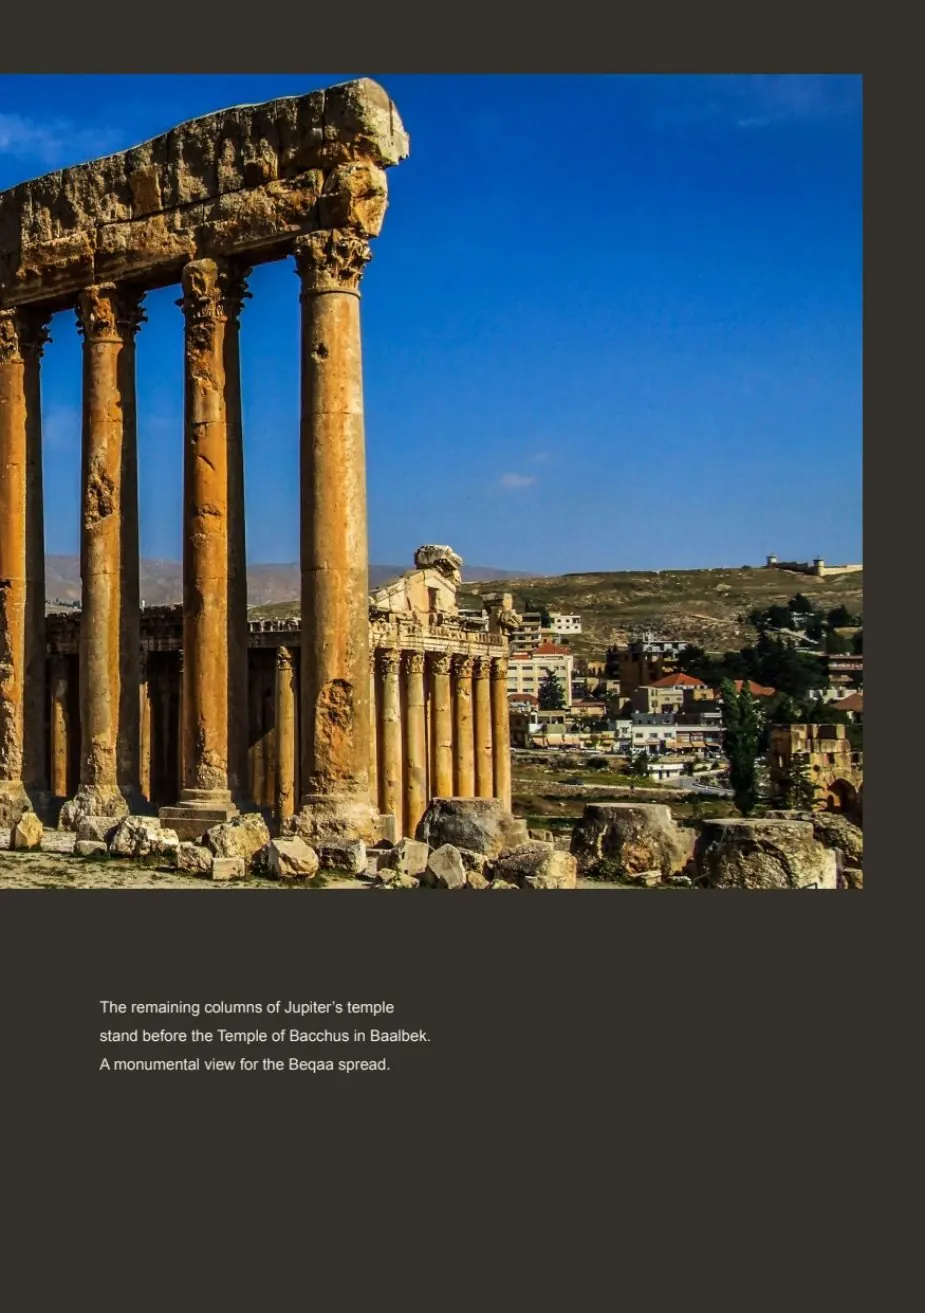 The remaining columns of Jupiter’s temple
stand before the Temple of Bacchus in Baalbek.
A monumental view for the Beqaa spread.